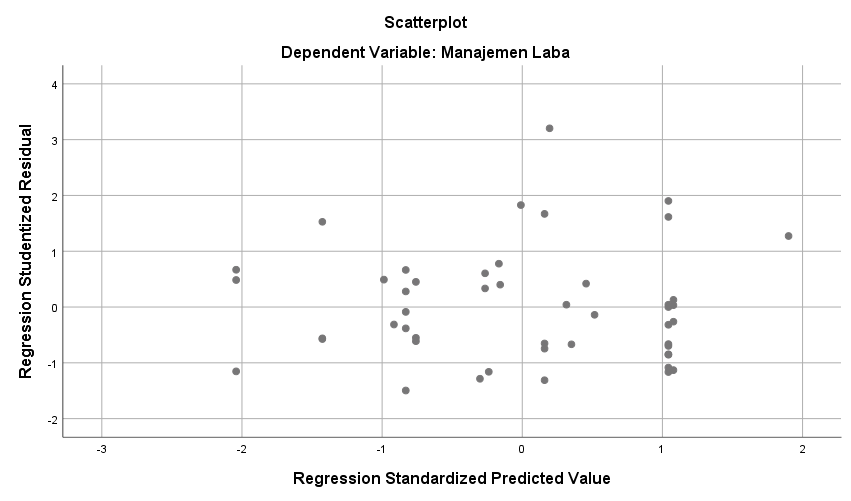 Scatterplot
Dependent Variable: Manajemen Laba
Regression Studentized Residual
4
3
2
1
0
-1
-2
-3 -2 -1 0 1 2
Regression Standardized Predicted Value